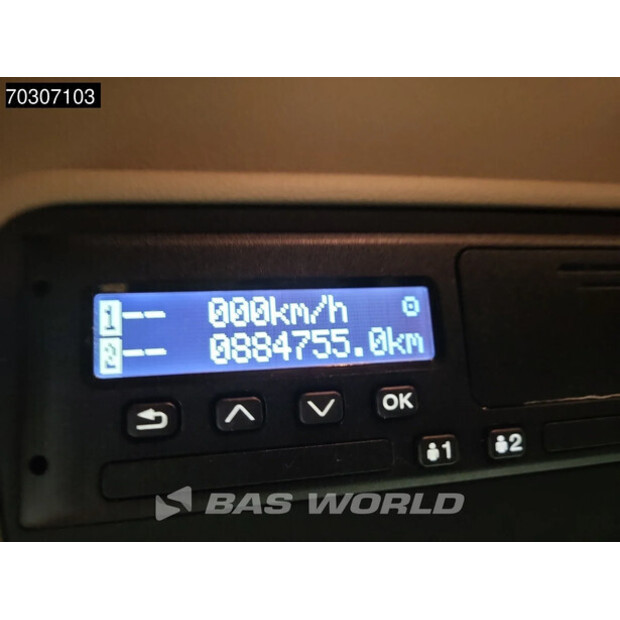 70307103
1-- 000km/h
2-- 0884755.0km
OK
1 2
BAS WORLD